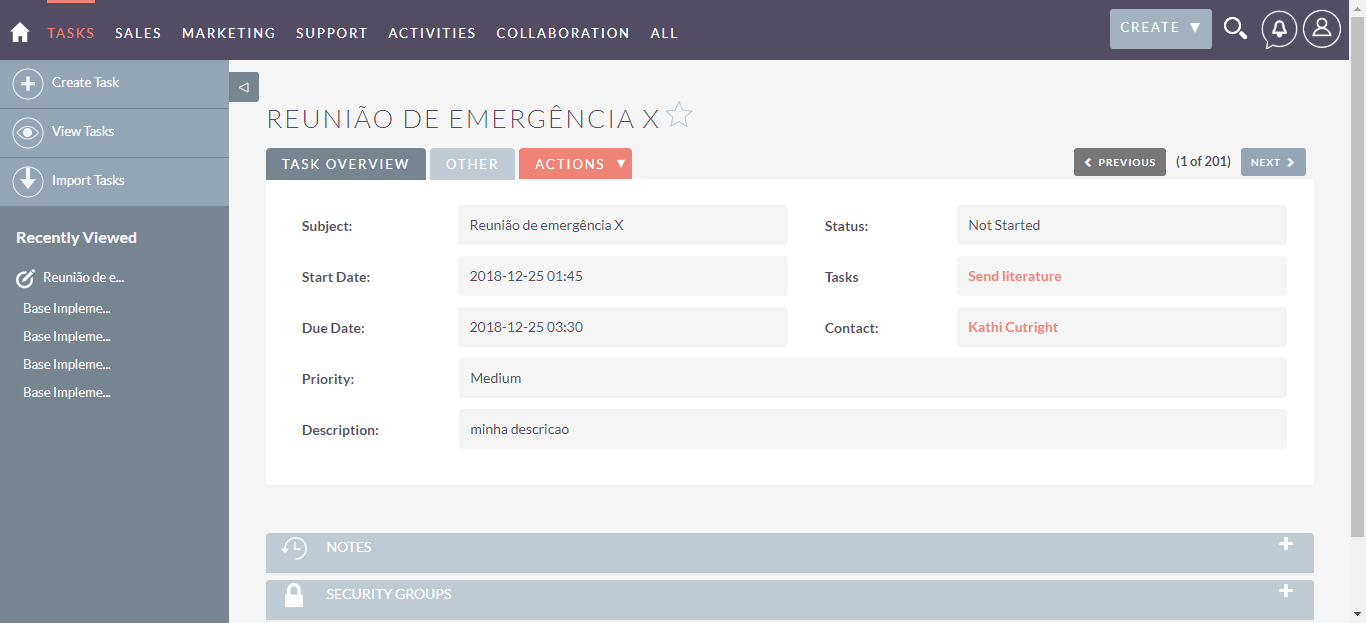 TASKS SALES MARKETING SUPPORT ACTIVITIES COLLABORATION ALL CREATE ▼
Create Task
View Tasks
Import Tasks
Recently Viewed
Reunião de e...
Base Impleme...
Base Impleme...
Base Impleme...
Base Impleme...
REUNIÃO DE EMERGÊNCIA X
TASK OVERVIEW OTHER ACTIONS ▼ PREVIOUS (1 of 201) NEXT
Subject: Reunião de emergência X Status: Not Started
Start Date: 2018-12-25 01:45 Tasks Send literature
Due Date: 2018-12-25 03:30 Contact: Kathi Cutright
Priority: Medium
Description: minha descricao
NOTES
SECURITY GROUPS